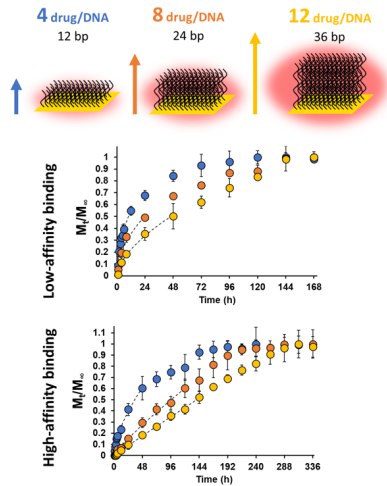 4 drug/DNA 8 drug/DNA 12 drug/DNA
12 bp 24 bp 36 bp
Low-affinity binding
Mt/M∞
1
0.9
0.8
0.7
0.6
0.5
0.4
0.3
0.2
0.1
0
0 24 48 72 96 120 144 168
Time (h)
High-affinity binding
Mt/M∞
1.1
1
0.9
0.8
0.7
0.6
0.5
0.4
0.3
0.2
0.1
0
0 48 96 144 192 240 288 336
Time (h)